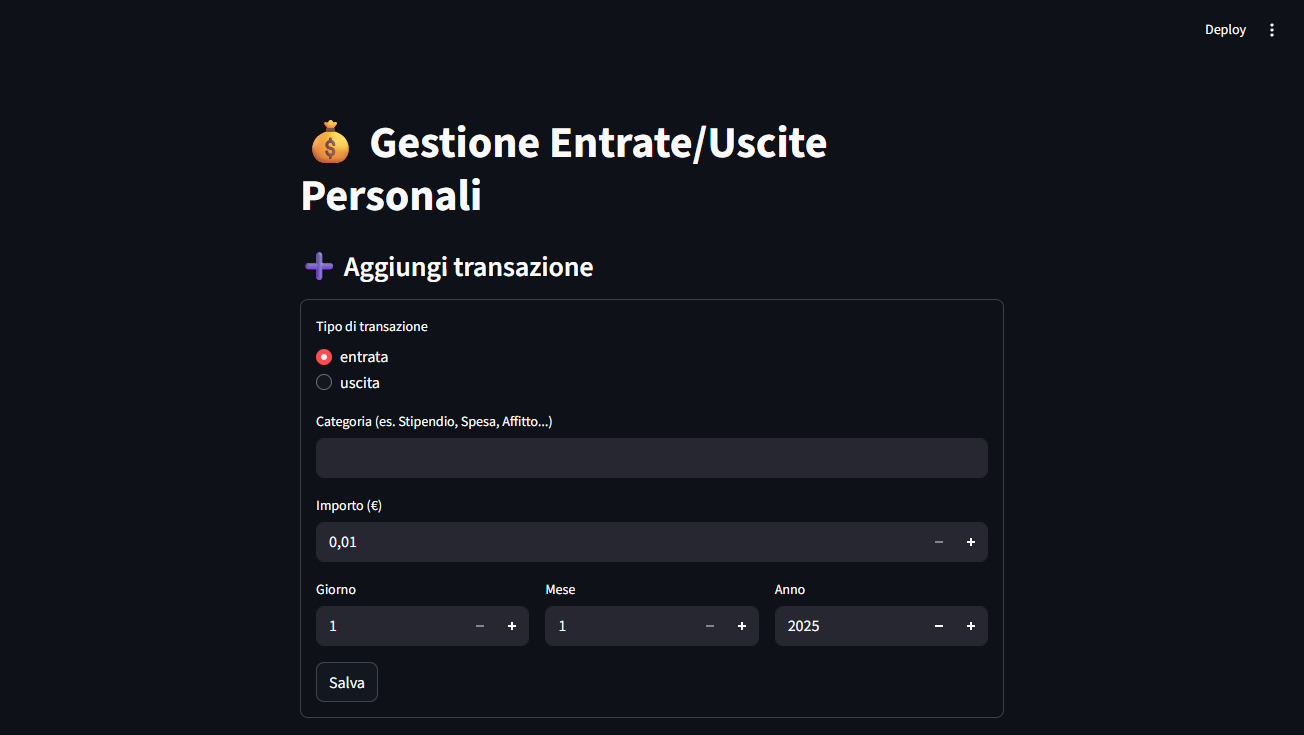 Deploy
Gestione Entrate/Uscite
Personali
Aggiungi transazione
Tipo di transazione
entrata
uscita
Categoria (es. Stipendio, Spesa, Affitto...)
Importo (€)
0,01
Giorno Mese Anno
1 1 2025
Salva